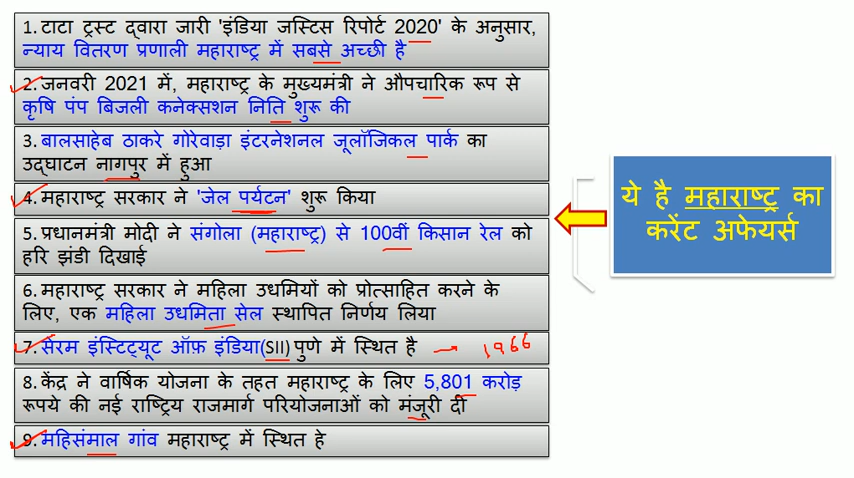 1. टाटा ट्रस्ट द्वारा जारी 'इंडिया जस्टिस रिपोर्ट 2020' के अनुसार,
न्याय वितरण प्रणाली महाराष्ट्र में सबसे अच्छी है
2. जनवरी 2021 में, महाराष्ट्र के मुख्यमंत्री ने औपचारिक रूप से
कृषि पंप बिजली कनेक्सशन निति शुरू की
3. बालसाहेब ठाकरे गोरेवाड़ा इंटरनेशनल जूलॉजिकल पार्क का
उद्घाटन नागपुर में हुआ
4. महाराष्ट्र सरकार ने 'जेल पर्यटन' शुरू किया
5. प्रधानमंत्री मोदी ने संगोला (महाराष्ट्र) से 100वीं किसान रेल को
हरि झंडी दिखाई
6. महाराष्ट्र सरकार ने महिला उधमियों को प्रोत्साहित करने के
लिए, एक महिला उधमिता सेल स्थापित निर्णय लिया
7. सेरम इंस्टिट्यूट ऑफ़ इंडिया(SII) पुणे में स्थित है → 1966
8. केंद्र ने वार्षिक योजना के तहत महाराष्ट्र के लिए 5,801 करोड़
रूपये की नई राष्ट्रिय राजमार्ग परियोजनाओं को मंजूरी दी
9. महिसंमाल गांव महाराष्ट्र में स्थित हे
ये है महाराष्ट्र का
करेंट अफेयर्स